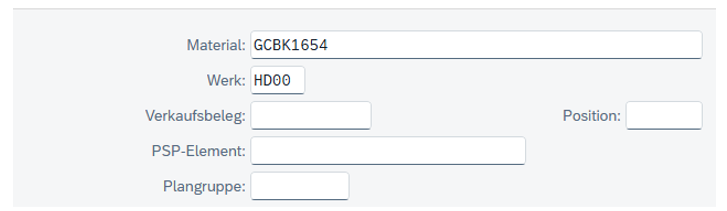 Material: GCBK1654
Werk: HD00
Verkaufsbeleg: Position:
PSP-Element:
Plangruppe: